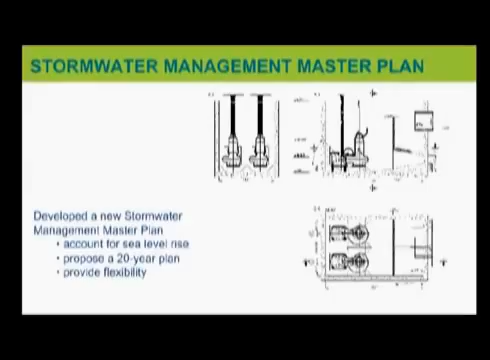 STORMWATER MANAGEMENT MASTER PLAN
Developed a new Stormwater
Management Master Plan
• account for sea level rise
• propose a 20-year plan
• provide flexibility